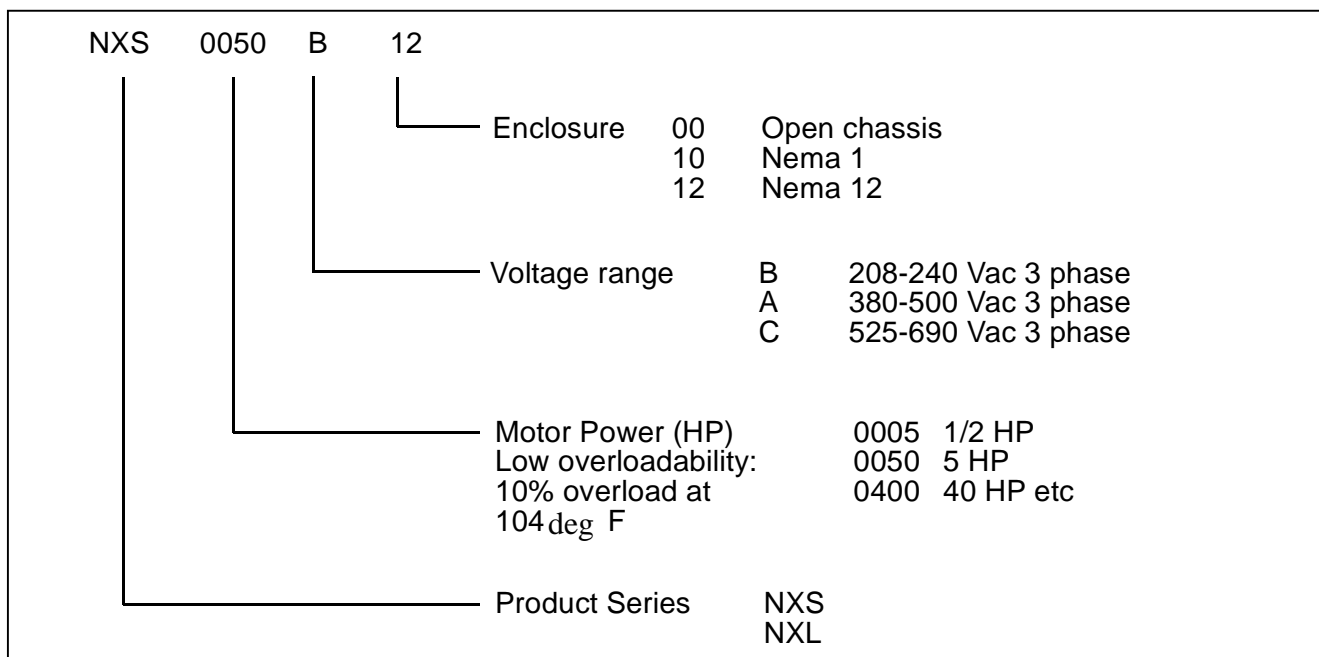 NXS 0050 B 12
Enclosure 00 Open chassis
10 Nema 1
12 Nema 12
Voltage range B 208-240 Vac 3 phase
A 380-500 Vac 3 phase
C 525-690 Vac 3 phase
Motor Power (HP) 0005 1/2 HP
Low overloadability: 0050 5 HP
10% overload at 0400 40 HP etc
104 deg F
Product Series NXS
NXL